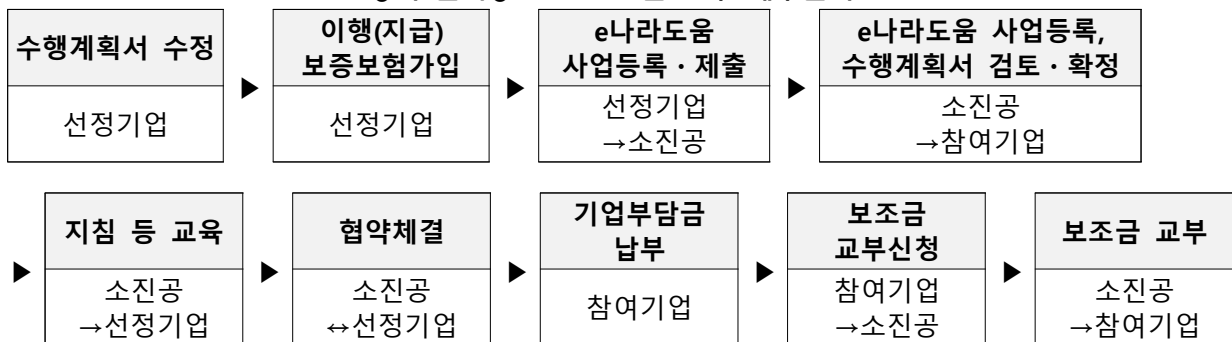 수행계획서 수정
선정기업
▶
이행(지급)
보증보험가입
선정기업
▶
e나라도움
사업등록·제출
선정기업
→소진공
▶
e나라도움 사업등록,
수행계획서 검토·확정
소진공
→참여기업
▶
지침 등 교육
소진공
→선정기업
▶
협약체결
소진공
↔선정기업
▶
기업부담금
납부
참여기업
▶
보조금
교부신청
참여기업
→소진공
▶
보조금 교부
소진공
→참여기업